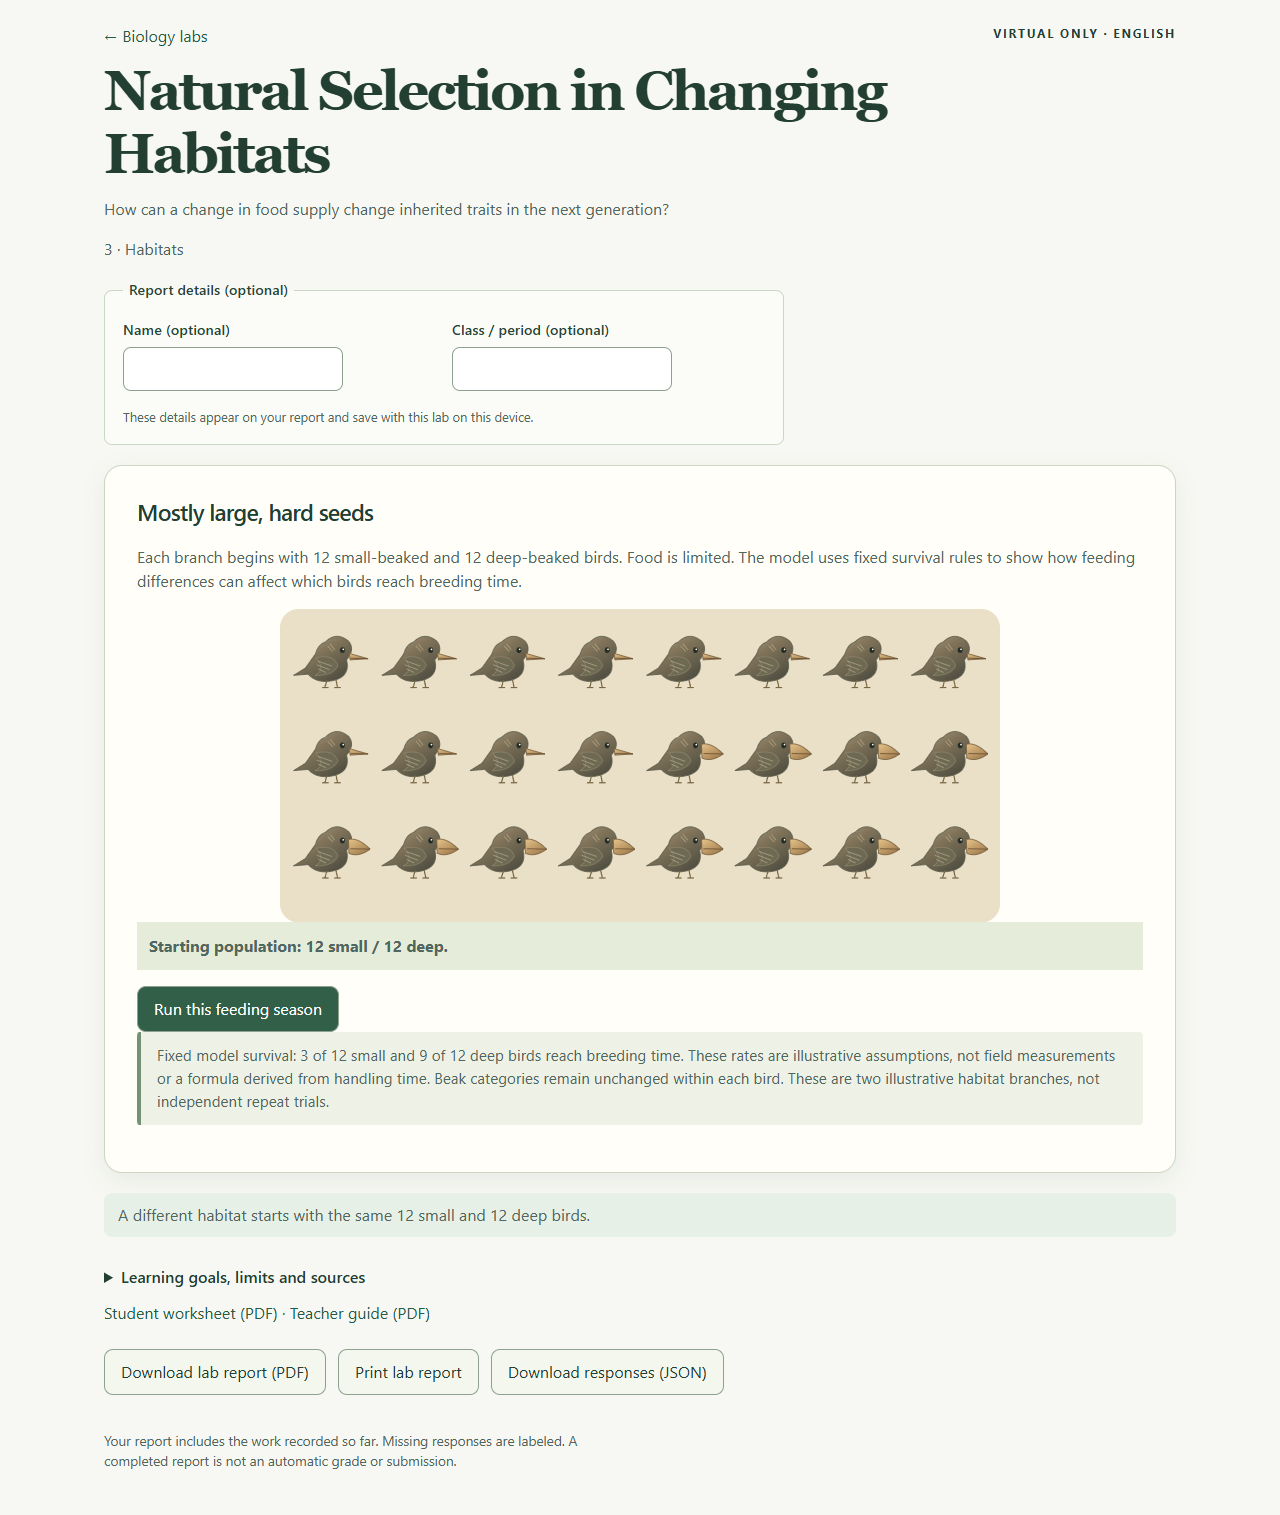 ← Biology labs
VIRTUAL ONLY · ENGLISH
Natural Selection in Changing
Habitats
How can a change in food supply change inherited traits in the next generation?
3 · Habitats
Report details (optional)
Name (optional)
Class / period (optional)
These details appear on your report and save with this lab on this device.
Mostly large, hard seeds
Each branch begins with 12 small-beaked and 12 deep-beaked birds. Food is limited. The model uses fixed survival rules to show how feeding
differences can affect which birds reach breeding time.
Starting population: 12 small / 12 deep.
Run this feeding season
Fixed model survival: 3 of 12 small and 9 of 12 deep birds reach breeding time. These rates are illustrative assumptions, not field measurements
or a formula derived from handling time. Beak categories remain unchanged within each bird. These are two illustrative habitat branches, not
independent repeat trials.
A different habitat starts with the same 12 small and 12 deep birds.
▶ Learning goals, limits and sources
Student worksheet (PDF) · Teacher guide (PDF)
Download lab report (PDF)
Print lab report
Download responses (JSON)
Your report includes the work recorded so far. Missing responses are labeled. A
completed report is not an automatic grade or submission.